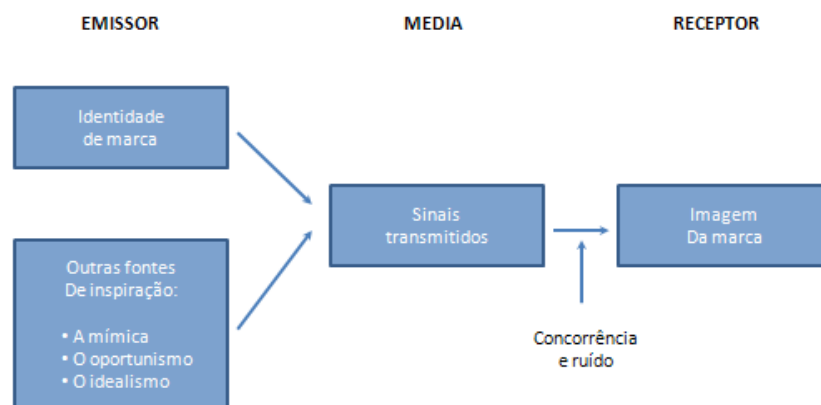 EMISSOR
MEDIA
RECEPTOR
Identidade
de marca
Outras fontes
De inspiração:
• A mímica
• O oportunismo
• O idealismo
Sinais
transmitidos
Imagem
Da marca
Concorrência
e ruído